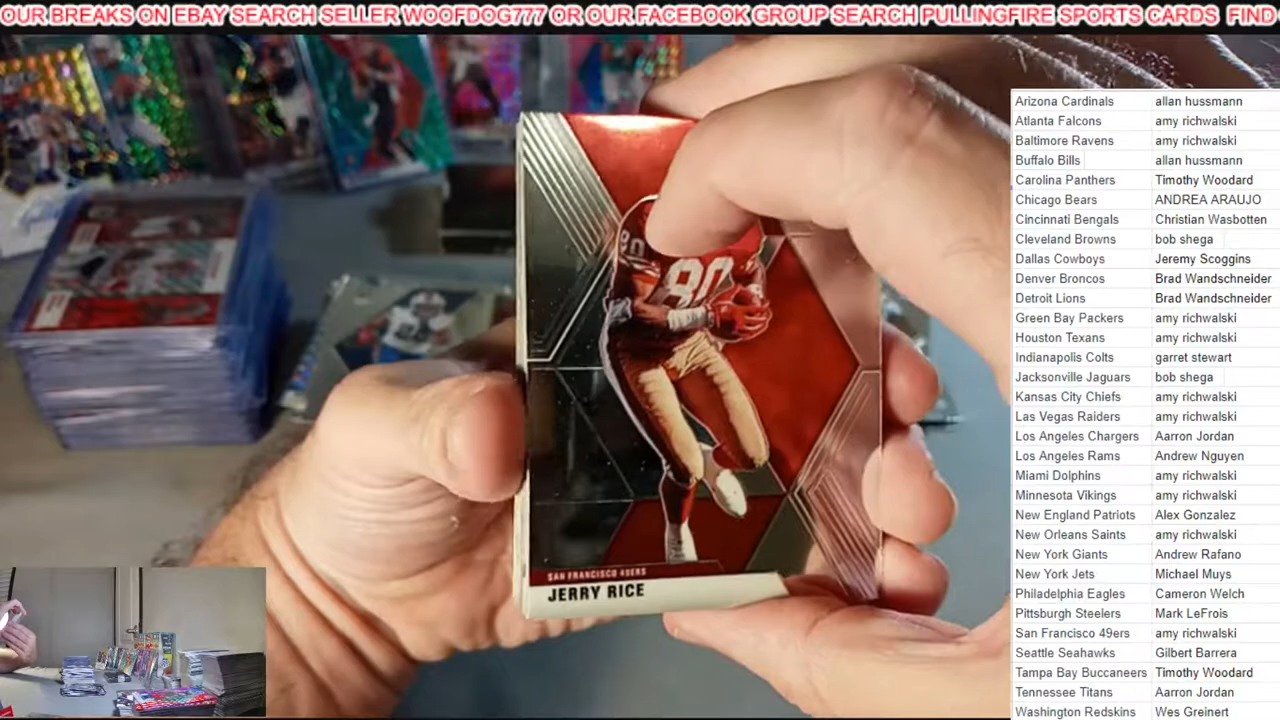 OUR BREAKS ON EBAY SEARCH SELLER WOOFDOG777 OR OUR FACEBOOK GROUP SEARCH PULLINGFIRE SPORTS CARDS FIND
80
80
SAN FRANCISCO 49ERS
JERRY RICE
Arizona Cardinals allan hussmann
Atlanta Falcons amy richwalski
Baltimore Ravens amy richwalski
Buffalo Bills allan hussmann
Carolina Panthers Timothy Woodard
Chicago Bears ANDREA ARAUJO
Cincinnati Bengals Christian Wasbotten
Cleveland Browns bob shega
Dallas Cowboys Jeremy Scoggins
Denver Broncos Brad Wandschneider
Detroit Lions Brad Wandschneider
Green Bay Packers amy richwalski
Houston Texans amy richwalski
Indianapolis Colts garret stewart
Jacksonville Jaguars bob shega
Kansas City Chiefs amy richwalski
Las Vegas Raiders amy richwalski
Los Angeles Chargers Aarron Jordan
Los Angeles Rams Andrew Nguyen
Miami Dolphins amy richwalski
Minnesota Vikings amy richwalski
New England Patriots Alex Gonzalez
New Orleans Saints amy richwalski
New York Giants Andrew Rafano
New York Jets Michael Muys
Philadelphia Eagles Cameron Welch
Pittsburgh Steelers Mark LeFrois
San Francisco 49ers amy richwalski
Seattle Seahawks Gilbert Barrera
Tampa Bay Buccaneers Timothy Woodard
Tennessee Titans Aarron Jordan
Washington Redskins Wes Greinert